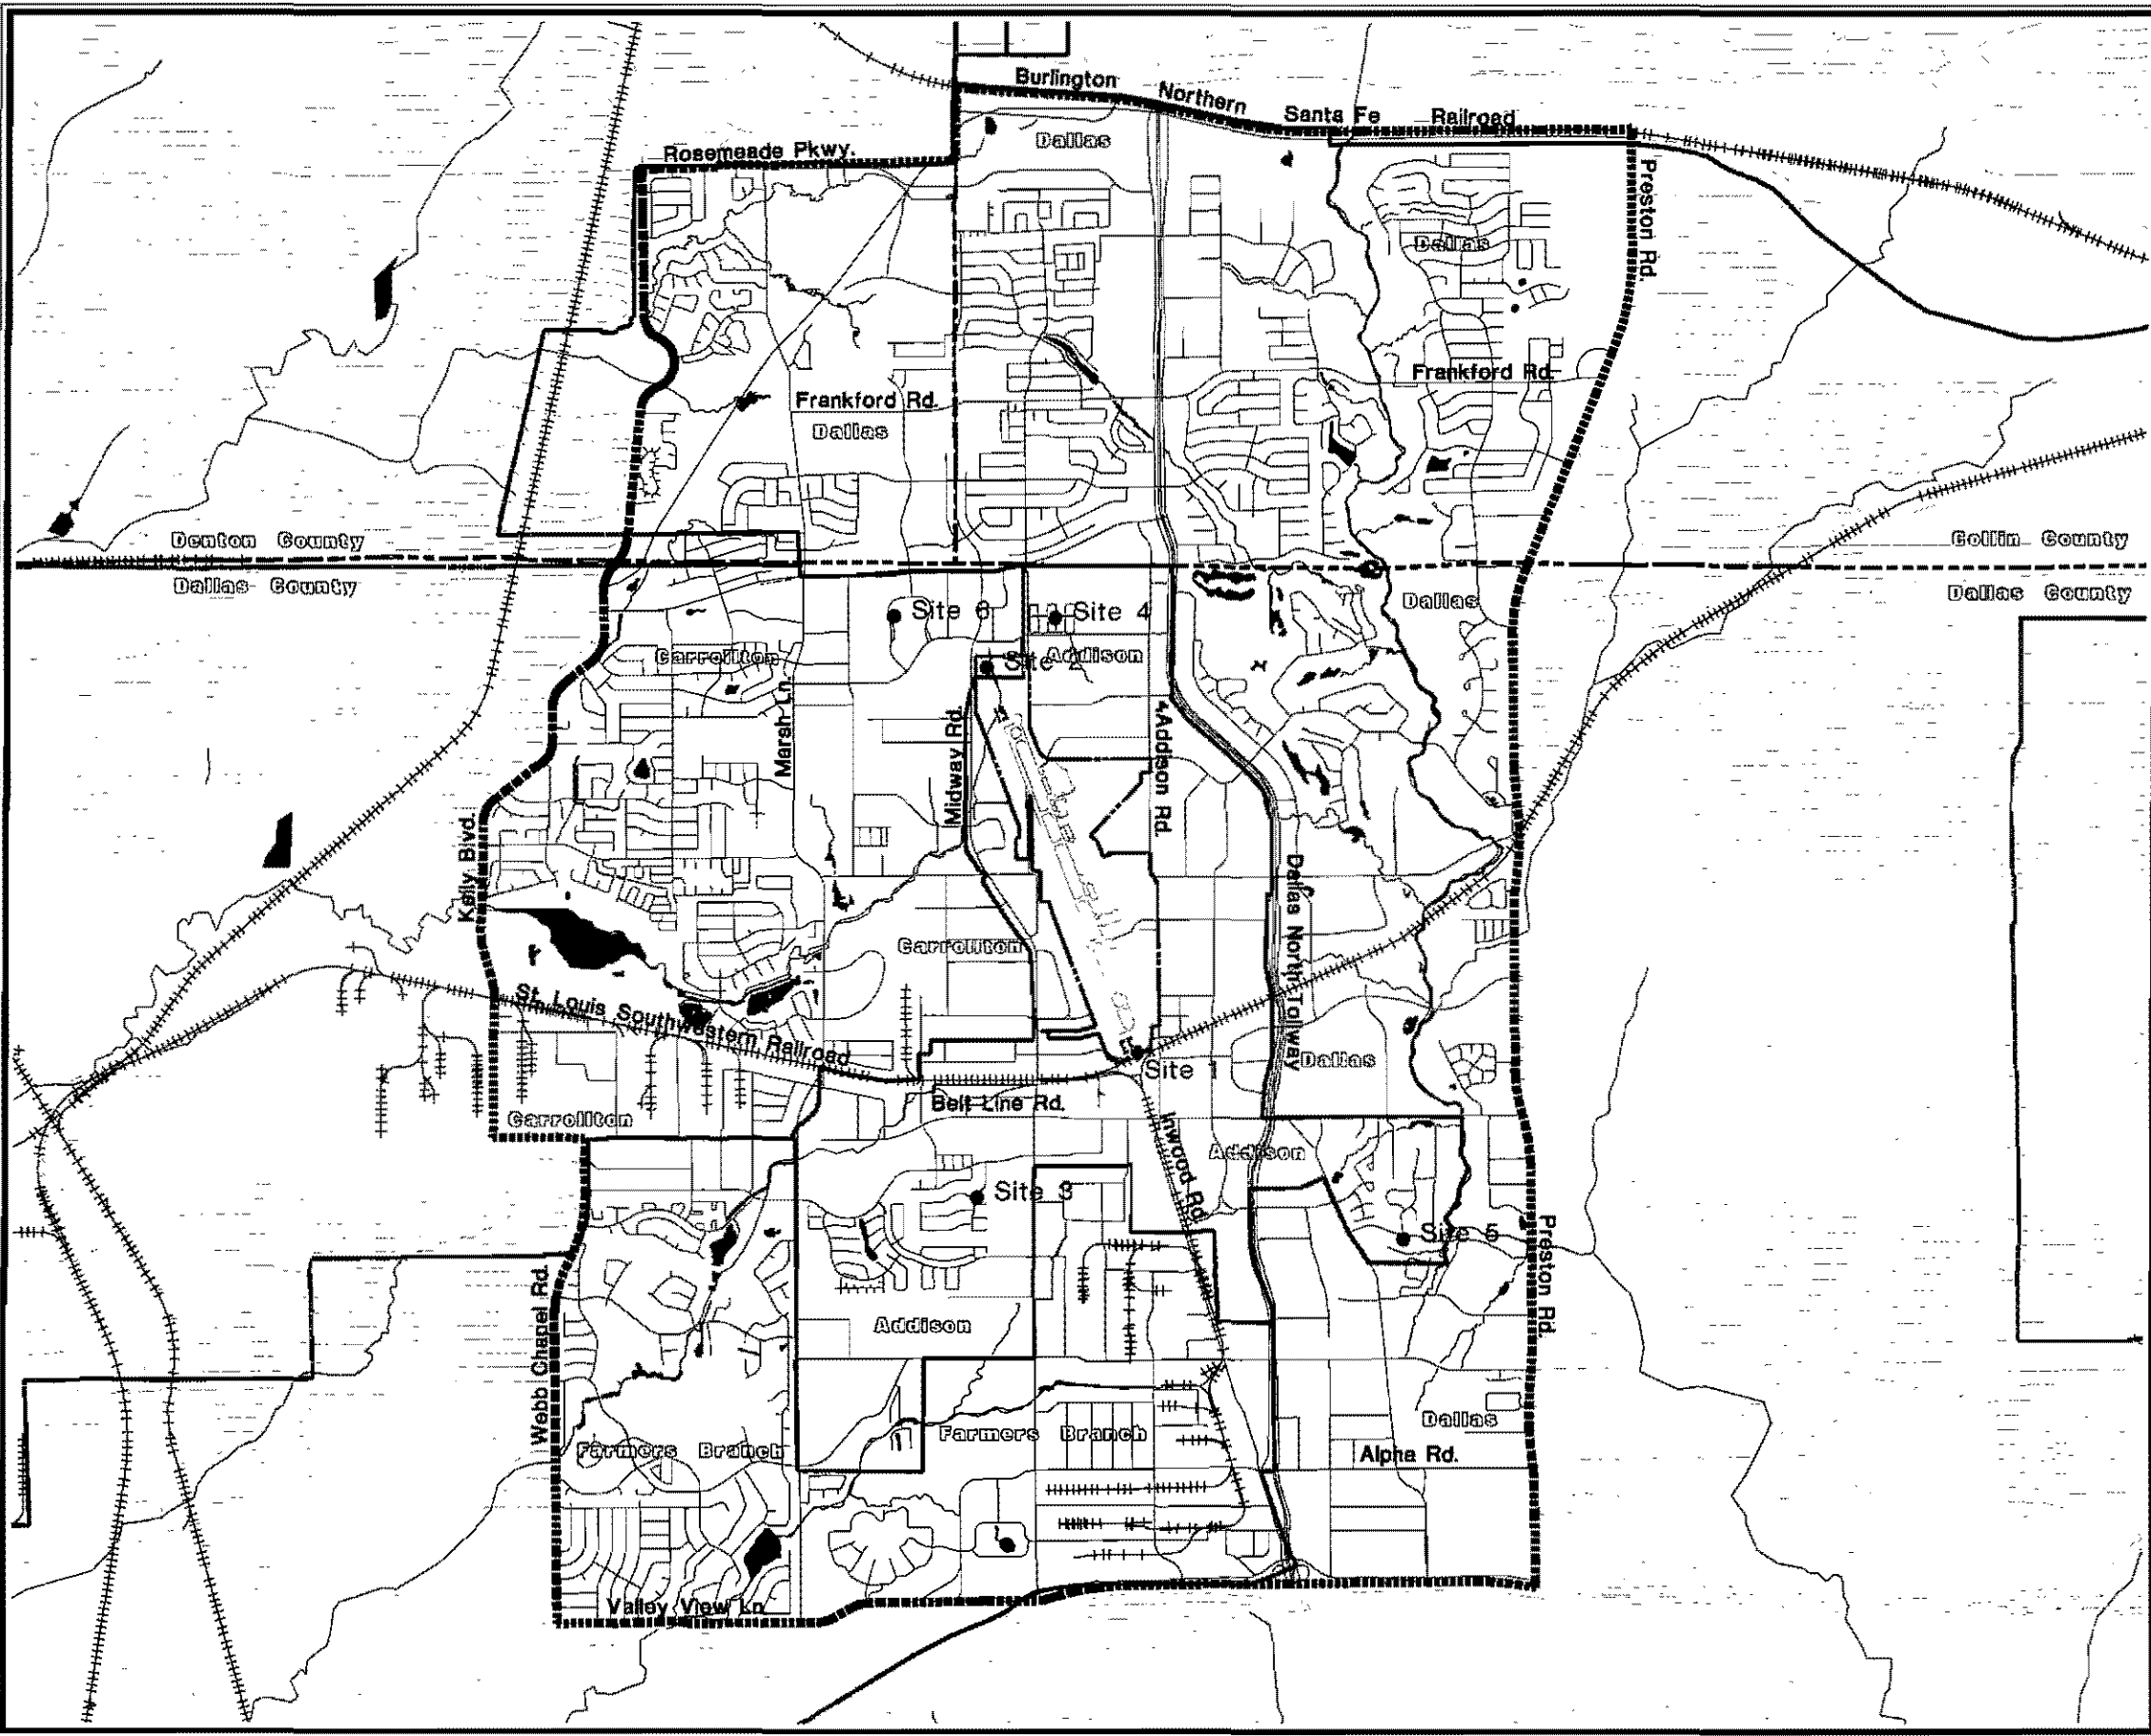 Burlington Northern Santa Fe Railroad
Dallas
Rosemeade Pkwy.
Preston Rd.
Dallas
Frankford Rd.
Frankford Rd.
Dallas
Denton County
Dallas County
Collin County
Dallas County
Dallas
Site 6
Site 4
Carrollton
Site 2
Addison
Marsh Ln.
Midway Rd.
Addison Rd.
Kelly Blvd.
Dallas North Tollway
Carrollton
St. Louis Southwestern Railroad
Site 1
Dallas
Belt Line Rd.
Carrollton
Inwood Rd.
Addison
Site 3
Site 5
Preston Rd.
Webb Chapel Rd.
Addison
Dallas
Farmers Branch
Farmers Branch
Alpha Rd.
Valley View Ln.